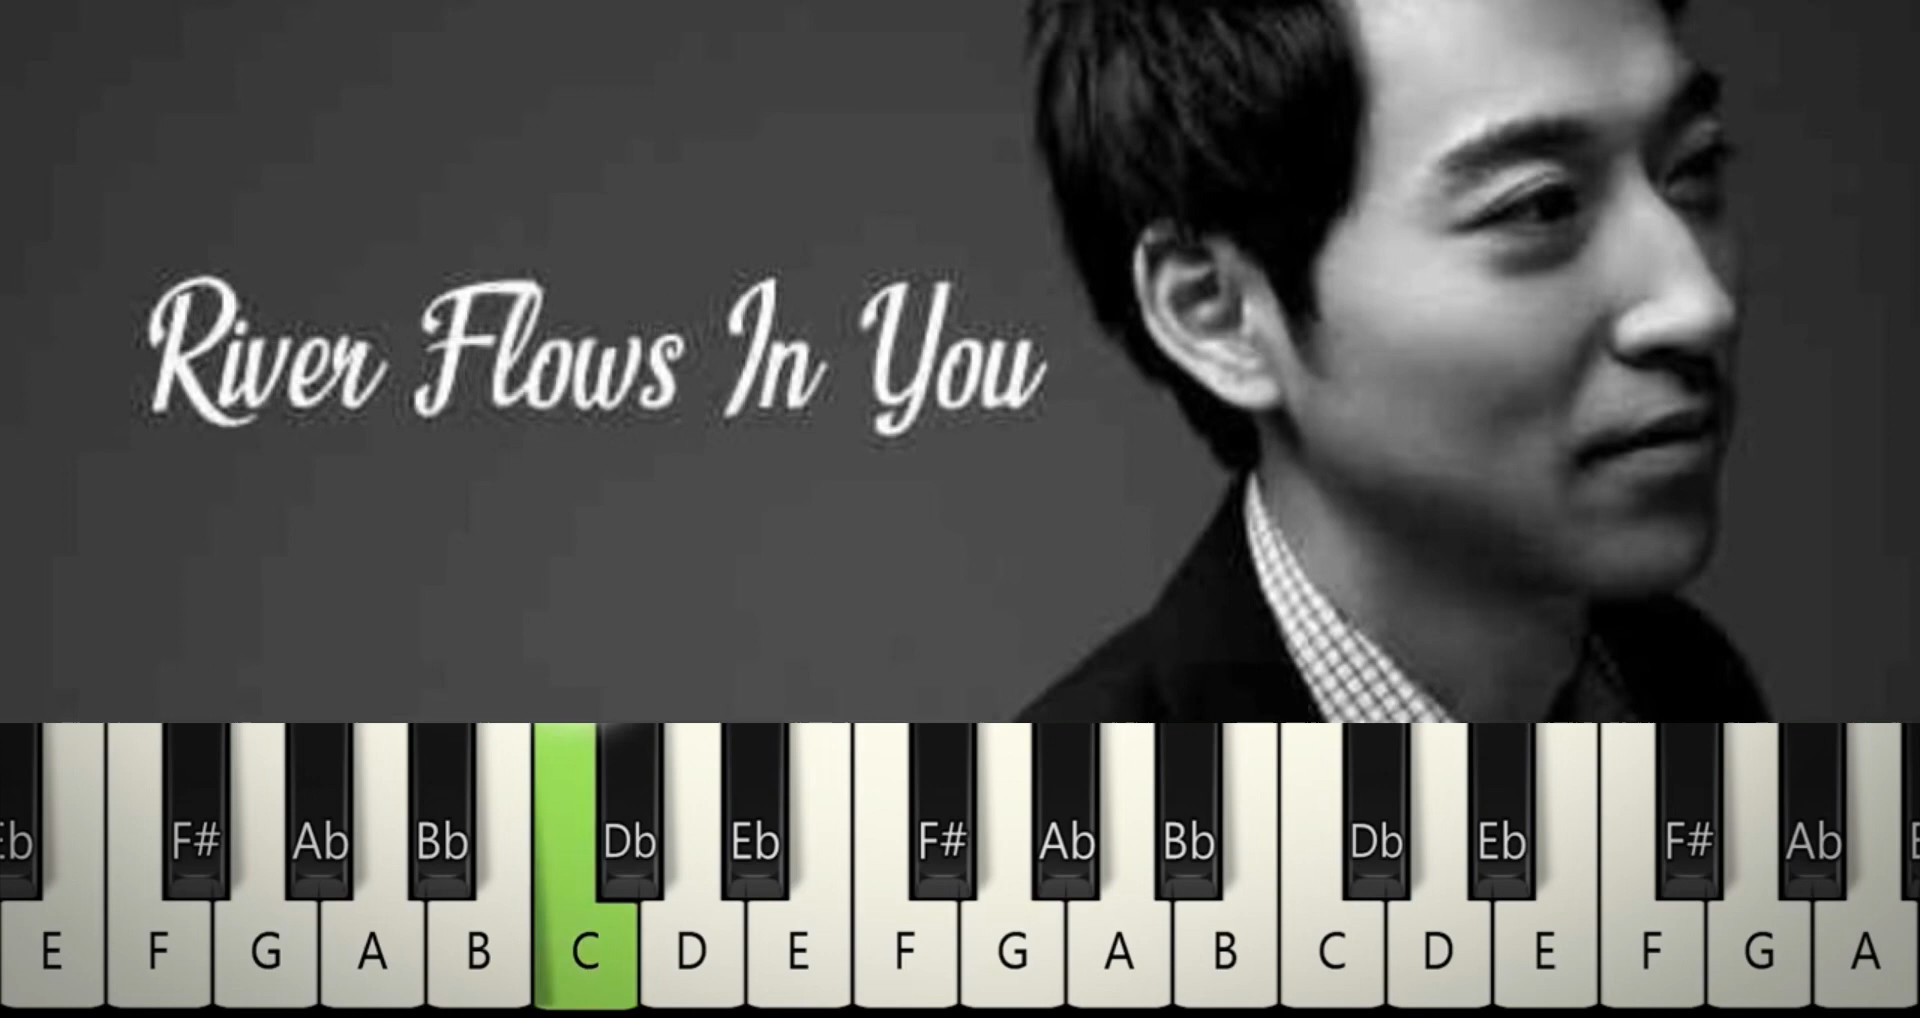 River Flows In You
Eb F# Ab Bb Db Eb F# Ab Bb Db Eb F# Ab
E F G A B C D E F G A B C D E F G A